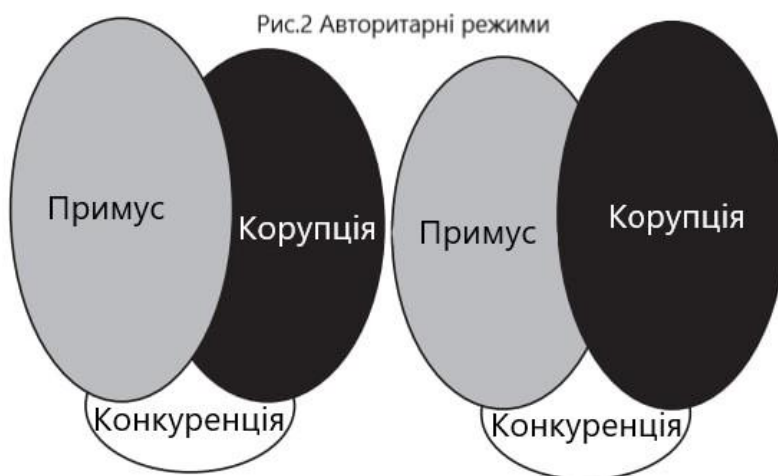 Рис.2 Авторитарні режими
Примус
Корупція
Конкуренція
Примус
Корупція
Конкуренція